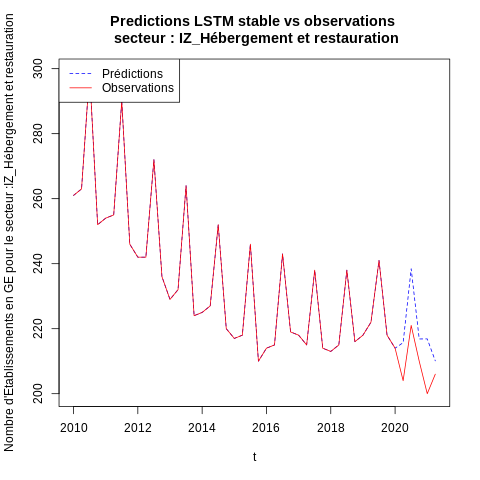 Predictions LSTM stable vs observations
secteur : IZ_Hébergement et restauration
Nombre d'Etablissements en GE pour le secteur :IZ_Hébergement et restauration
300
280
260
240
220
200
Prédictions
Observations
2010 2012 2014 2016 2018 2020
t